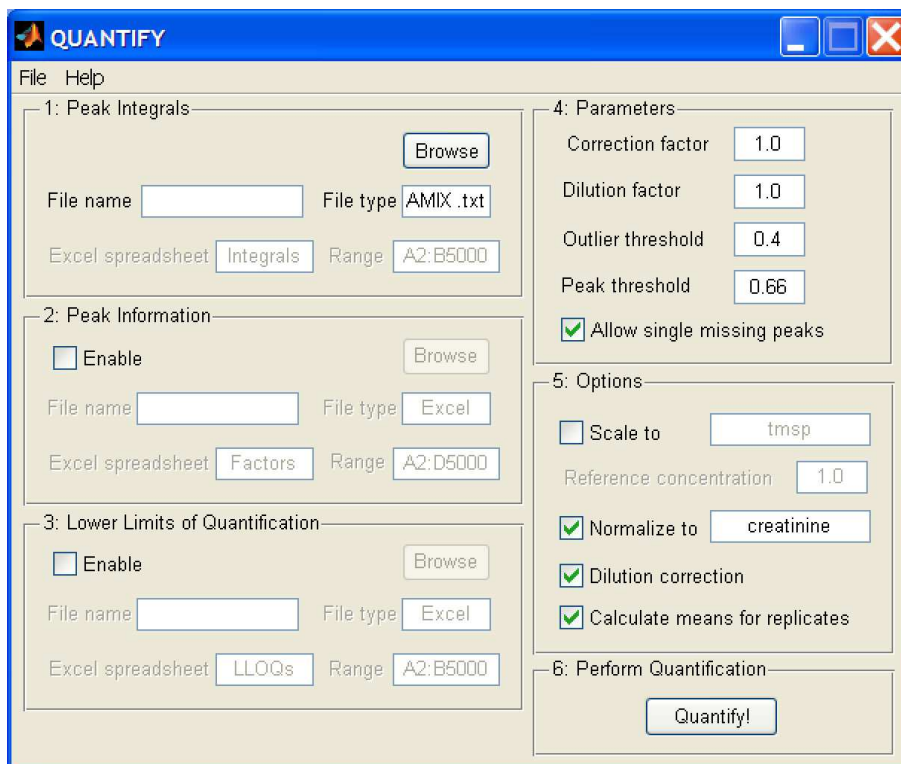 QUANTIFY
File Help
1: Peak Integrals
Browse
File name File type AMIX .txt
Excel spreadsheet Integrals Range A2:B5000
2: Peak Information
Enable Browse
File name File type Excel
Excel spreadsheet Factors Range A2:D5000
3: Lower Limits of Quantification
Enable Browse
File name File type Excel
Excel spreadsheet LLOQs Range A2:B5000
4: Parameters
Correction factor 1.0
Dilution factor 1.0
Outlier threshold 0.4
Peak threshold 0.66
Allow single missing peaks
5: Options
Scale to tmsp
Reference concentration 1.0
Normalize to creatinine
Dilution correction
Calculate means for replicates
6: Perform Quantification
Quantify!